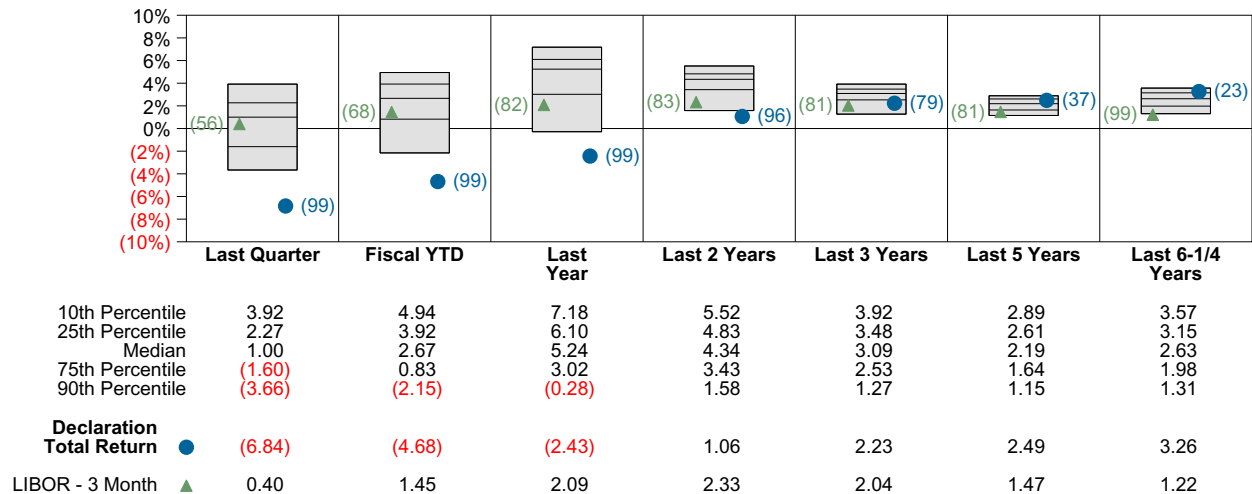 10%
8%
6%
4%
2%
0%
(2%)
(4%)
(6%)
(8%)
(10%)
(56) (99)
(68) (99)
(82) (99)
(83) (96)
(81) (79)
(81) (37)
(99) (23)
Last Quarter Fiscal YTD Last Year Last 2 Years Last 3 Years Last 5 Years Last 6-1/4 Years
10th Percentile 3.92 4.94 7.18 5.52 3.92 2.89 3.57
25th Percentile 2.27 3.92 6.10 4.83 3.48 2.61 3.15
Median 1.00 2.67 5.24 4.34 3.09 2.19 2.63
75th Percentile (1.60) 0.83 3.02 3.43 2.53 1.64 1.98
90th Percentile (3.66) (2.15) (0.28) 1.58 1.27 1.15 1.31
Declaration
Total Return (6.84) (4.68) (2.43) 1.06 2.23 2.49 3.26
LIBOR - 3 Month 0.40 1.45 2.09 2.33 2.04 1.47 1.22